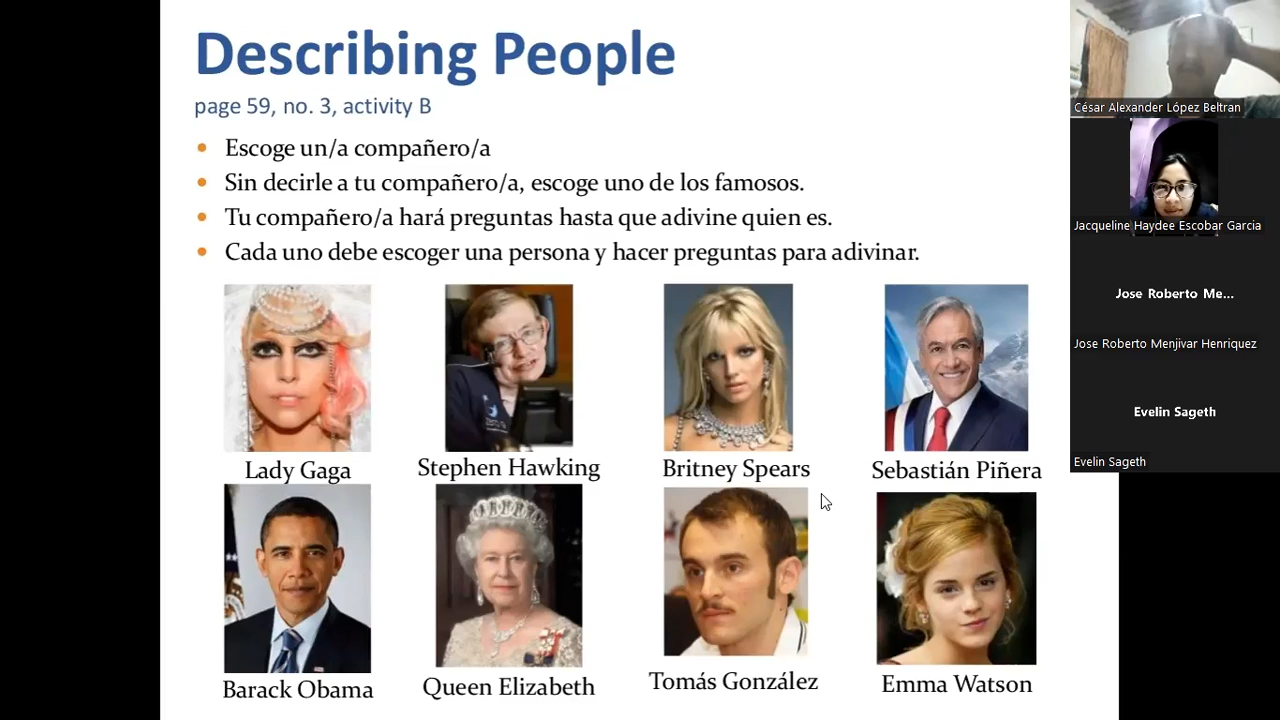 Describing People
page 59, no. 3, activity B
• Escoge un/a compañero/a
• Sin decirle a tu compañero/a, escoge uno de los famosos.
• Tu compañero/a hará preguntas hasta que adivine quien es.
• Cada uno debe escoger una persona y hacer preguntas para adivinar.
Lady Gaga
Stephen Hawking
Britney Spears
Sebastián Piñera
Barack Obama
Queen Elizabeth
Tomás González
Emma Watson
César Alexander López Beltran
Jacqueline Haydee Escobar Garcia
Jose Roberto Me...
Jose Roberto Menjivar Henriquez
Evelin Sageth
Evelin Sageth